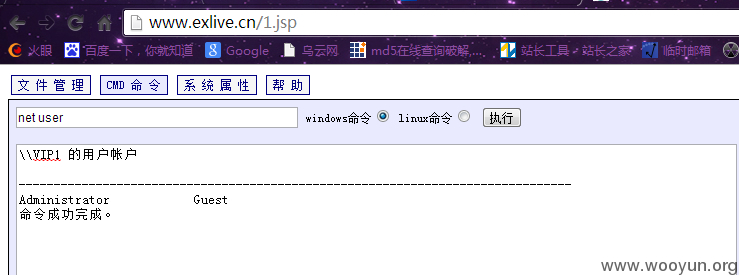 www.exlive.cn/1.jsp
火眼 百度一下，你就知道 Google 乌云网 md5在线查询破解,... 站长工具 - 站长之家 临时邮箱
文件管理 CMD 命令 系统属性 帮助
net user windows命令 linux命令 执行
\\VIP1 的用户帐户
-------------------------------------------------------------------------------
Administrator Guest
命令成功完成。
www.wooyun.org